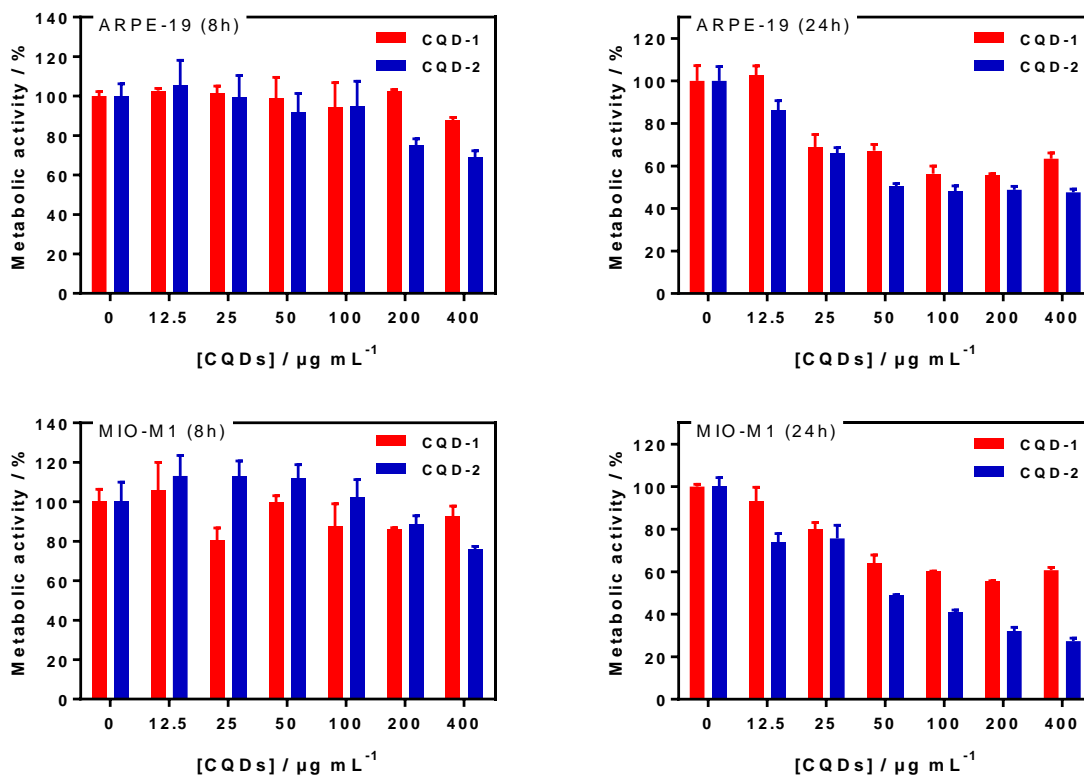 ARPE-19 (8h)
CQD-1
CQD-2
Metabolic activity / %
140
120
100
80
60
40
20
0
0 12.5 25 50 100 200 400
[CQDs] / µg mL⁻¹
ARPE-19 (24h)
CQD-1
CQD-2
Metabolic activity / %
120
100
80
60
40
20
0
0 12.5 25 50 100 200 400
[CQDs] / µg mL⁻¹
MIO-M1 (8h)
CQD-1
CQD-2
Metabolic activity / %
140
120
100
80
60
40
20
0
0 12.5 25 50 100 200 400
[CQDs] / µg mL⁻¹
MIO-M1 (24h)
CQD-1
CQD-2
Metabolic activity / %
120
100
80
60
40
20
0
0 12.5 25 50 100 200 400
[CQDs] / µg mL⁻¹